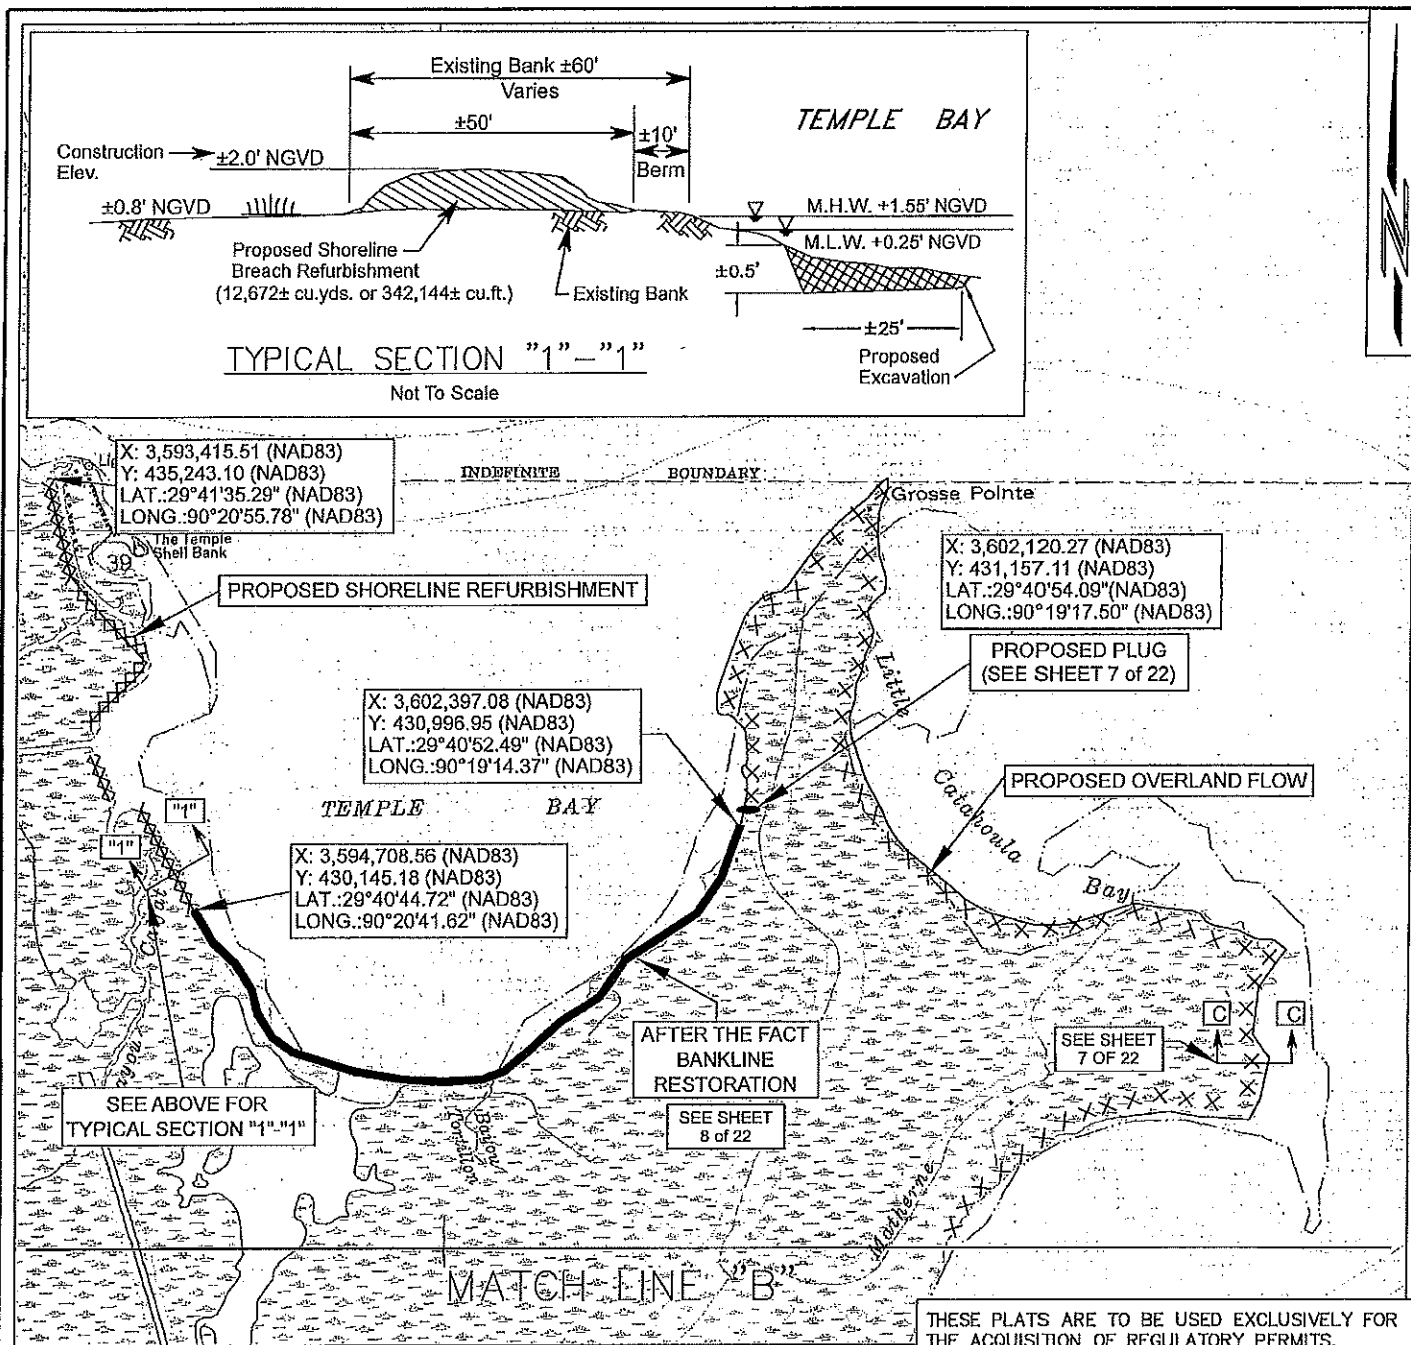 Existing Bank ±60'
Varies
±50'
±10'
Berm
TEMPLE BAY
Construction
Elev.
±2.0' NGVD
±0.8' NGVD
M.H.W. +1.55' NGVD
M.L.W. +0.25' NGVD
Proposed Shoreline
Breach Refurbishment
(12,672± cu.yds. or 342,144± cu.ft.)
Existing Bank
±0.5'
±25'
Proposed
Excavation
TYPICAL SECTION "1"-"1"
Not To Scale
N
X: 3,593,415.51 (NAD83)
Y: 435,243.10 (NAD83)
LAT.:29°41'35.29" (NAD83)
LONG.:90°20'55.78" (NAD83)
INDEFINITE BOUNDARY
Grosse Pointe
The Temple
Shell Bank
39
X: 3,602,120.27 (NAD83)
Y: 431,157.11 (NAD83)
LAT.:29°40'54.09"(NAD83)
LONG.:90°19'17.50" (NAD83)
PROPOSED SHORELINE REFURBISHMENT
PROPOSED PLUG
(SEE SHEET 7 of 22)
X: 3,602,397.08 (NAD83)
Y: 430,996.95 (NAD83)
LAT.:29°40'52.49" (NAD83)
LONG.:90°19'14.37" (NAD83)
Little
Catahoula
Bay
PROPOSED OVERLAND FLOW
TEMPLE BAY
"1"
"1"
X: 3,594,708.56 (NAD83)
Y: 430,145.18 (NAD83)
LAT.:29°40'44.72" (NAD83)
LONG.:90°20'41.62" (NAD83)
AFTER THE FACT
BANKLINE
RESTORATION
SEE SHEET
8 of 22
C
C
SEE SHEET
7 OF 22
SEE ABOVE FOR
TYPICAL SECTION "1"-"1"
Matherne
MATCH LINE "B"
THESE PLATS ARE TO BE USED EXCLUSIVELY FOR
THE ACQUISITION OF REGULATORY PERMITS.